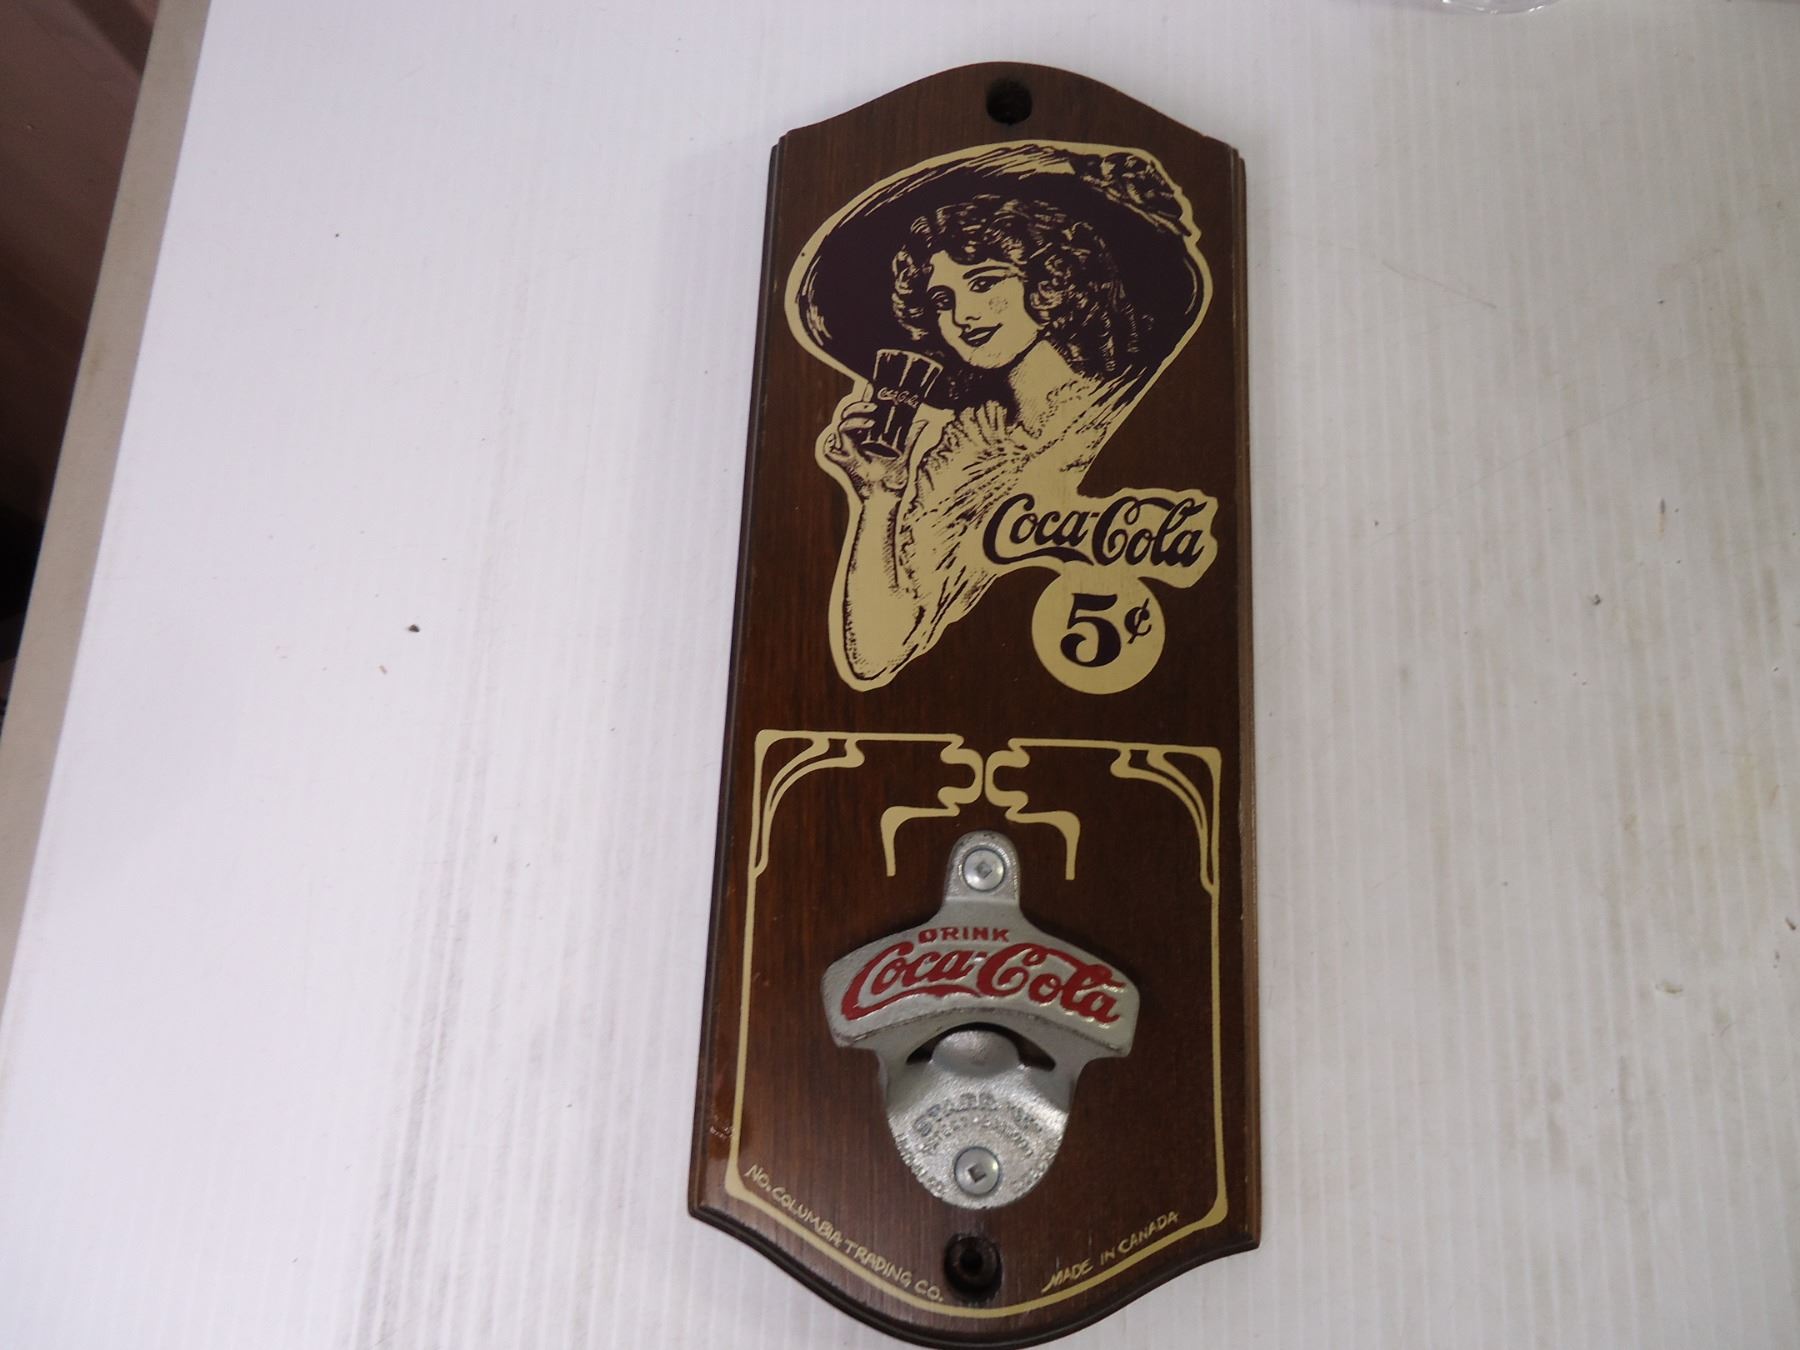 Coca-Cola
Coca-Cola
5¢
DRINK
Coca-Cola
STARR "X"
NO. COLUMBIA TRADING CO.
MADE IN CANADA